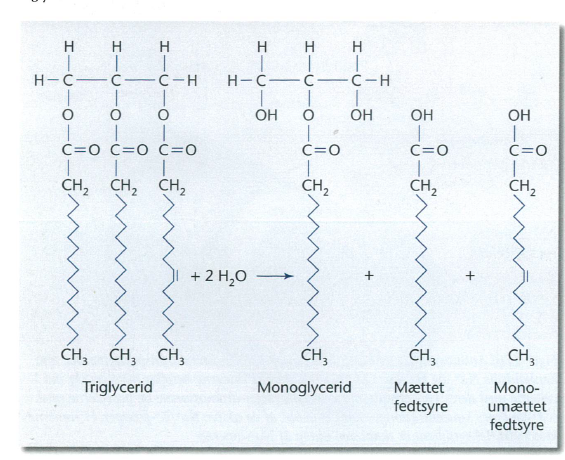 H H H H H H
H–C–C–C–H H–C–C–C–H
O O O OH O OH OH OH
C=O C=O C=O C=O C=O C=O
CH₂ CH₂ CH₂ CH₂ CH₂ CH₂
+ 2 H₂O → + +
CH₃ CH₃ CH₃ CH₃ CH₃ CH₃
Triglycerid Monoglycerid Mættet Mono-
fedtsyre umættet
fedtsyre